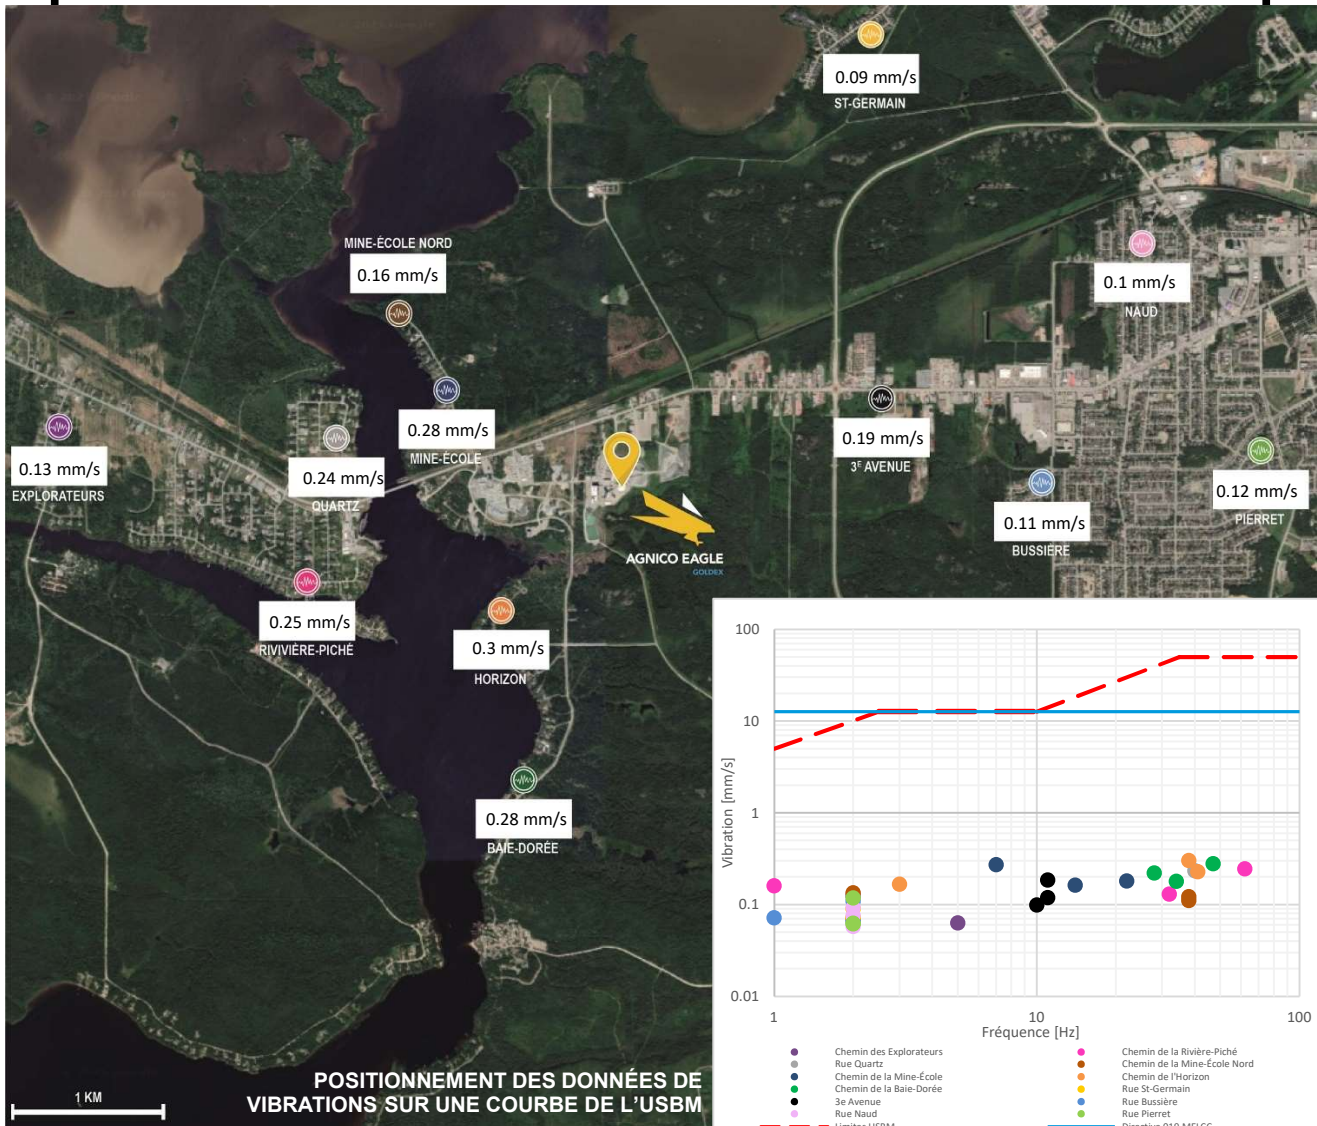 0.09 mm/s
ST-GERMAIN
MINE-ÉCOLE NORD
0.16 mm/s
0.1 mm/s
NAUD
0.28 mm/s
MINE-ÉCOLE
0.13 mm/s
EXPLORATEURS
0.24 mm/s
QUARTZ
0.19 mm/s
3E AVENUE
0.11 mm/s
BUSSIÈRE
0.12 mm/s
PIERRET
AGNICO EAGLE
GOLDEX
0.25 mm/s
RIVIVIÈRE-PICHÉ
0.3 mm/s
HORIZON
0.28 mm/s
BAIE-DORÉE
POSITIONNEMENT DES DONNÉES DE
VIBRATIONS SUR UNE COURBE DE L'USBM
1 KM
Vibration [mm/s]
100
10
1
0.1
0.01
1 10 100
Fréquence [Hz]
Chemin des Explorateurs
Chemin de la Rivière-Piché
Rue Quartz
Chemin de la Mine-École Nord
Chemin de la Mine-École
Chemin de l'Horizon
Chemin de la Baie-Dorée
Rue St-Germain
3e Avenue
Rue Bussière
Rue Naud
Rue Pierret
Limites USBM
Directive 019 MELCC